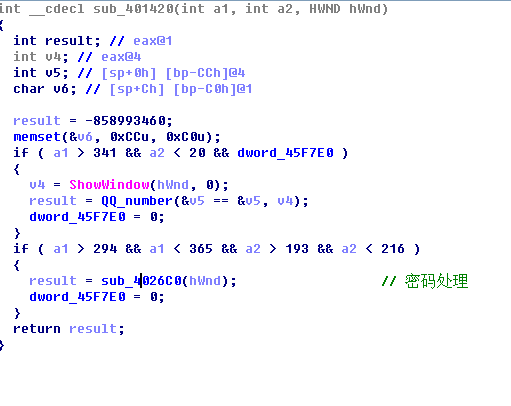 int __cdecl sub_401420(int a1, int a2, HWND hWnd)
{
int result; // eax@1
int v4; // eax@4
int v5; // [sp+0h] [bp-CCh]@4
char v6; // [sp+Ch] [bp-C0h]@1
result = -858993460;
memset(&v6, 0xCCu, 0xC0u);
if ( a1 > 341 && a2 < 20 && dword_45F7E0 )
{
v4 = ShowWindow(hWnd, 0);
result = QQ_number(&v5 == &v5, v4);
dword_45F7E0 = 0;
}
if ( a1 > 294 && a1 < 365 && a2 > 193 && a2 < 216 )
{
result = sub_4026C0(hWnd); // 密码处理
dword_45F7E0 = 0;
}
return result;
}